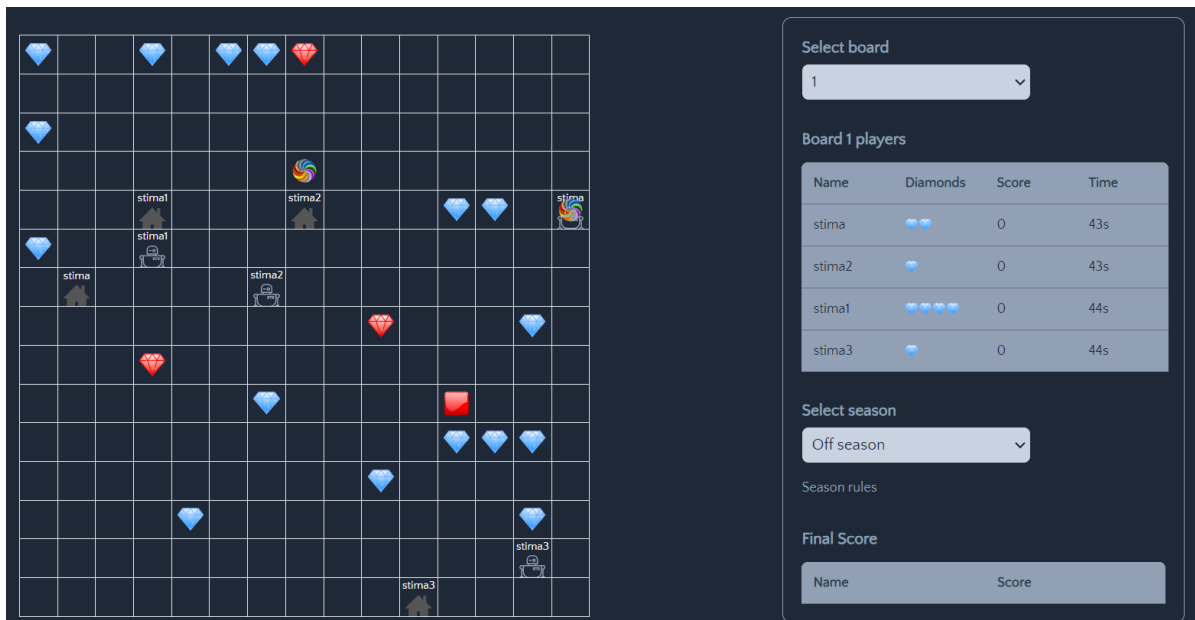 Select board
1
Board 1 players
Name Diamonds Score Time
stima 0 43s
stima2 0 43s
stima1 0 44s
stima3 0 44s
Select season
Off season
Season rules
Final Score
Name Score
stima1 stima2 stima
stima1
stima stima2
stima3
stima3